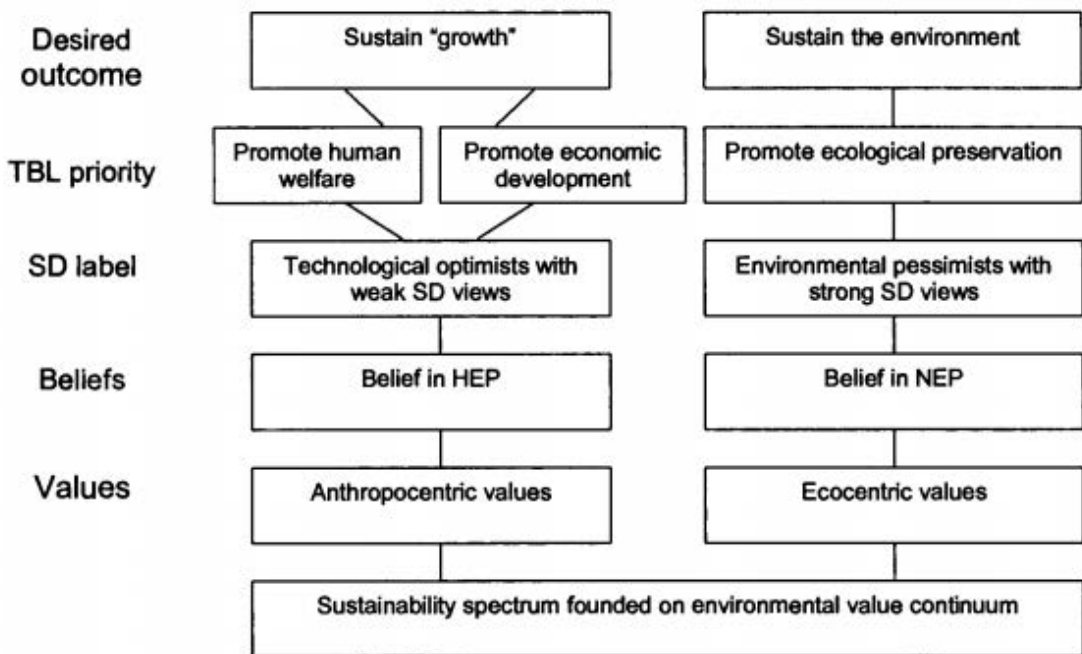 Desired
outcome
Sustain "growth"
Sustain the environment
TBL priority
Promote human
welfare
Promote economic
development
Promote ecological preservation
SD label
Technological optimists with
weak SD views
Environmental pessimists with
strong SD views
Beliefs
Belief in HEP
Belief in NEP
Values
Anthropocentric values
Ecocentric values
Sustainability spectrum founded on environmental value continuum